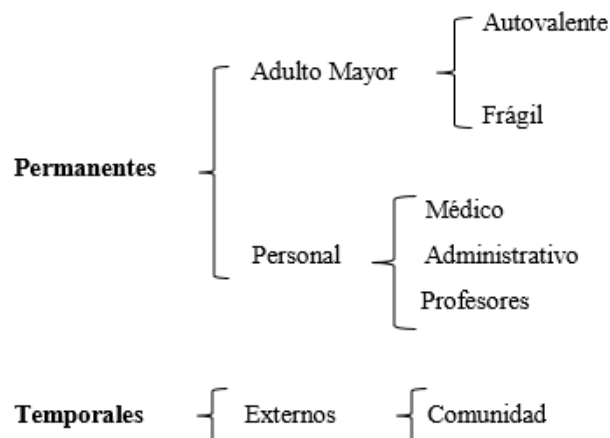 Autovalente
Adulto Mayor
Frágil
Permanentes
Médico
Personal
Administrativo
Profesores
Temporales
Externos
Comunidad